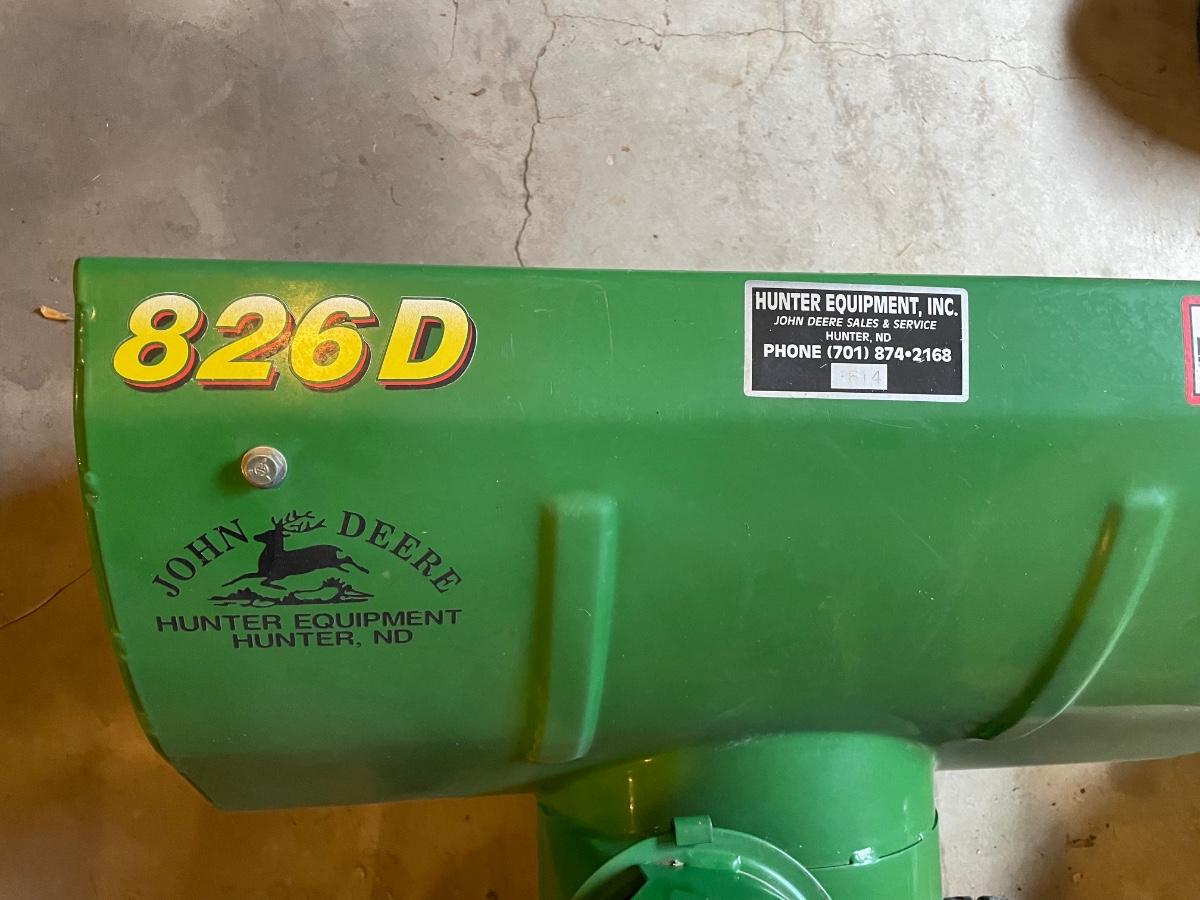 826D
HUNTER EQUIPMENT, INC.
JOHN DEERE SALES & SERVICE
HUNTER, ND
PHONE (701) 874•2168
JOHN DEERE
HUNTER EQUIPMENT
HUNTER, ND